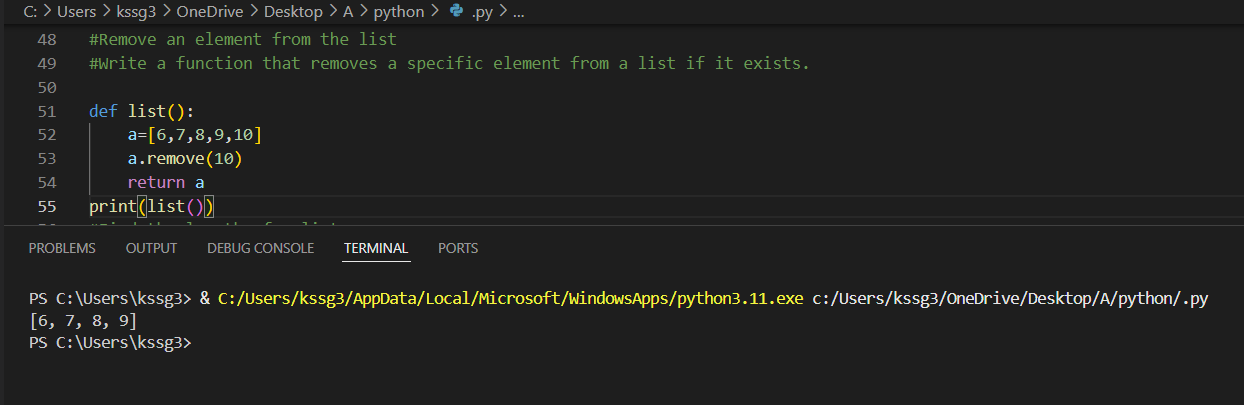 C: > Users > kssg3 > OneDrive > Desktop > A > python > .py > ...
48 #Remove an element from the list
49 #Write a function that removes a specific element from a list if it exists.
50
51 def list():
52 a=[6,7,8,9,10]
53 a.remove(10)
54 return a
55 print(list())
PROBLEMS OUTPUT DEBUG CONSOLE TERMINAL PORTS
PS C:\Users\kssg3> & C:/Users/kssg3/AppData/Local/Microsoft/WindowsApps/python3.11.exe c:/Users/kssg3/OneDrive/Desktop/A/python/.py
[6, 7, 8, 9]
PS C:\Users\kssg3>